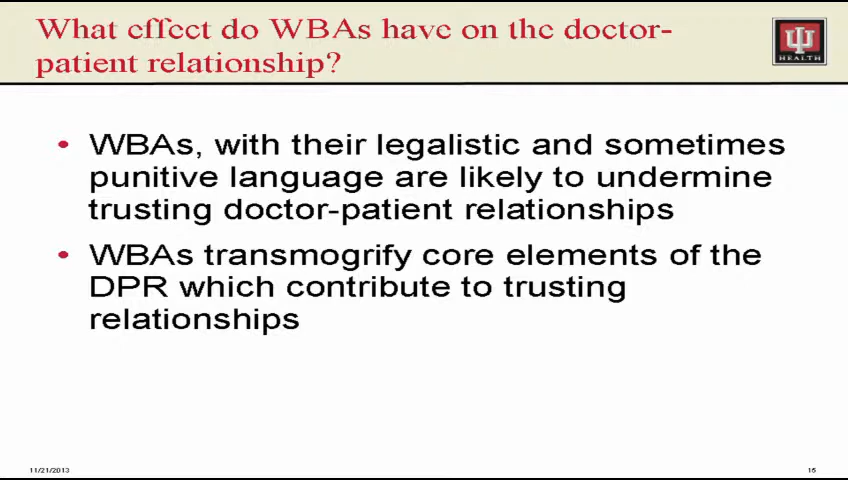 What effect do WBAs have on the doctor-
patient relationship?
HEALTH
• WBAs, with their legalistic and sometimes
punitive language are likely to undermine
trusting doctor-patient relationships
• WBAs transmogrify core elements of the
DPR which contribute to trusting
relationships
11/21/2013